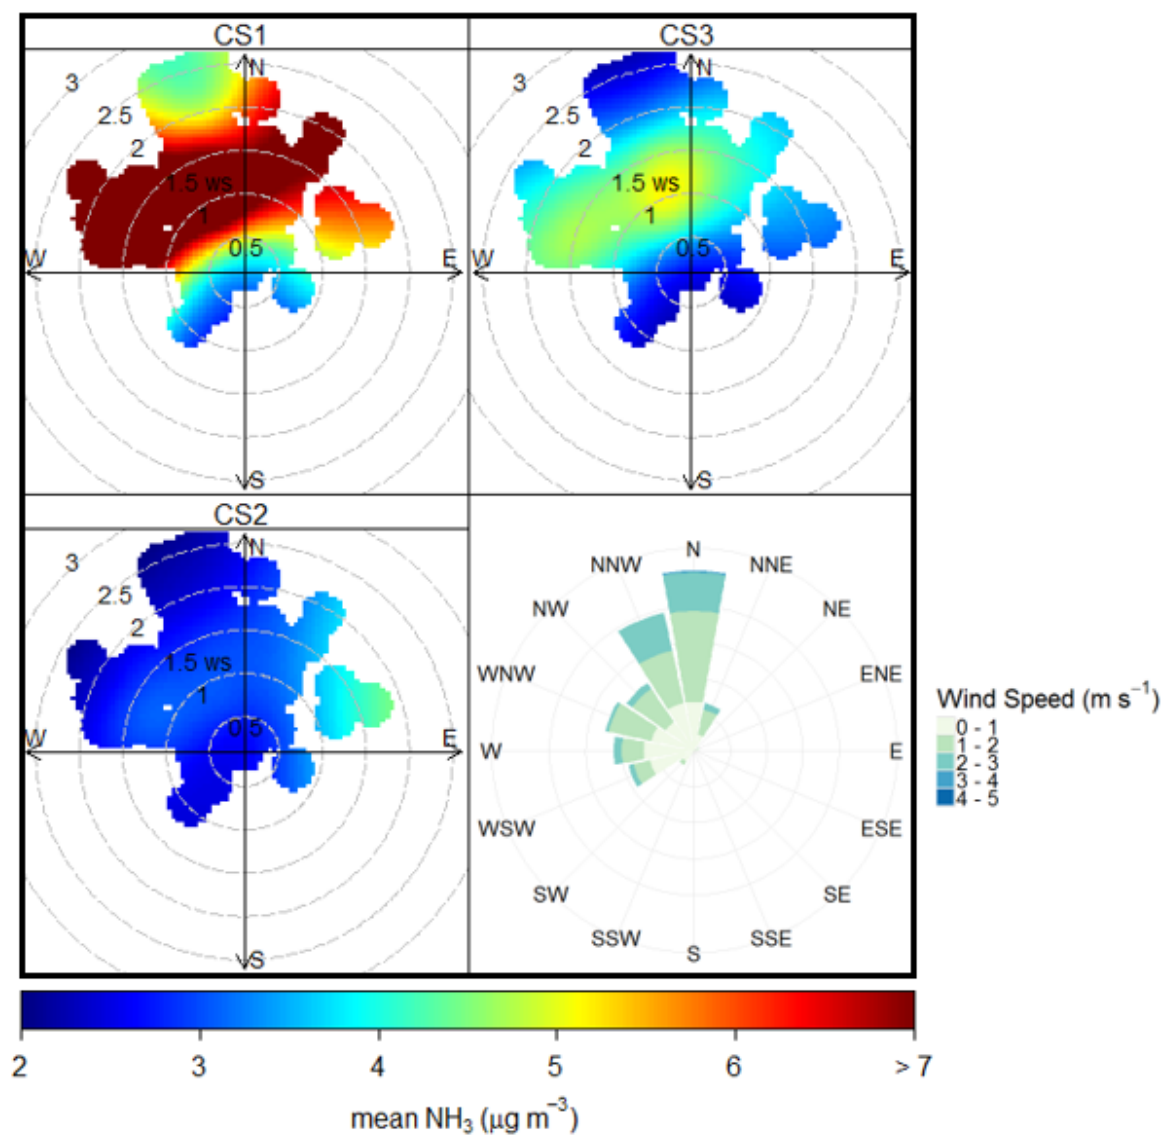 CS1
CS3
3
N
2.5
2
1.5 ws
1
0.5
W
E
S
3
N
2.5
2
1.5 ws
1
0.5
W
E
S
CS2
3
N
2.5
2
1.5 ws
1
0.5
W
E
S
N
NNW
NNE
NW
NE
WNW
ENE
W
E
WSW
ESE
SW
SE
SSW
SSE
S
Wind Speed (m s⁻¹)
0 - 1
1 - 2
2 - 3
3 - 4
4 - 5
2 3 4 5 6 > 7
mean NH₃ (μg m⁻³)